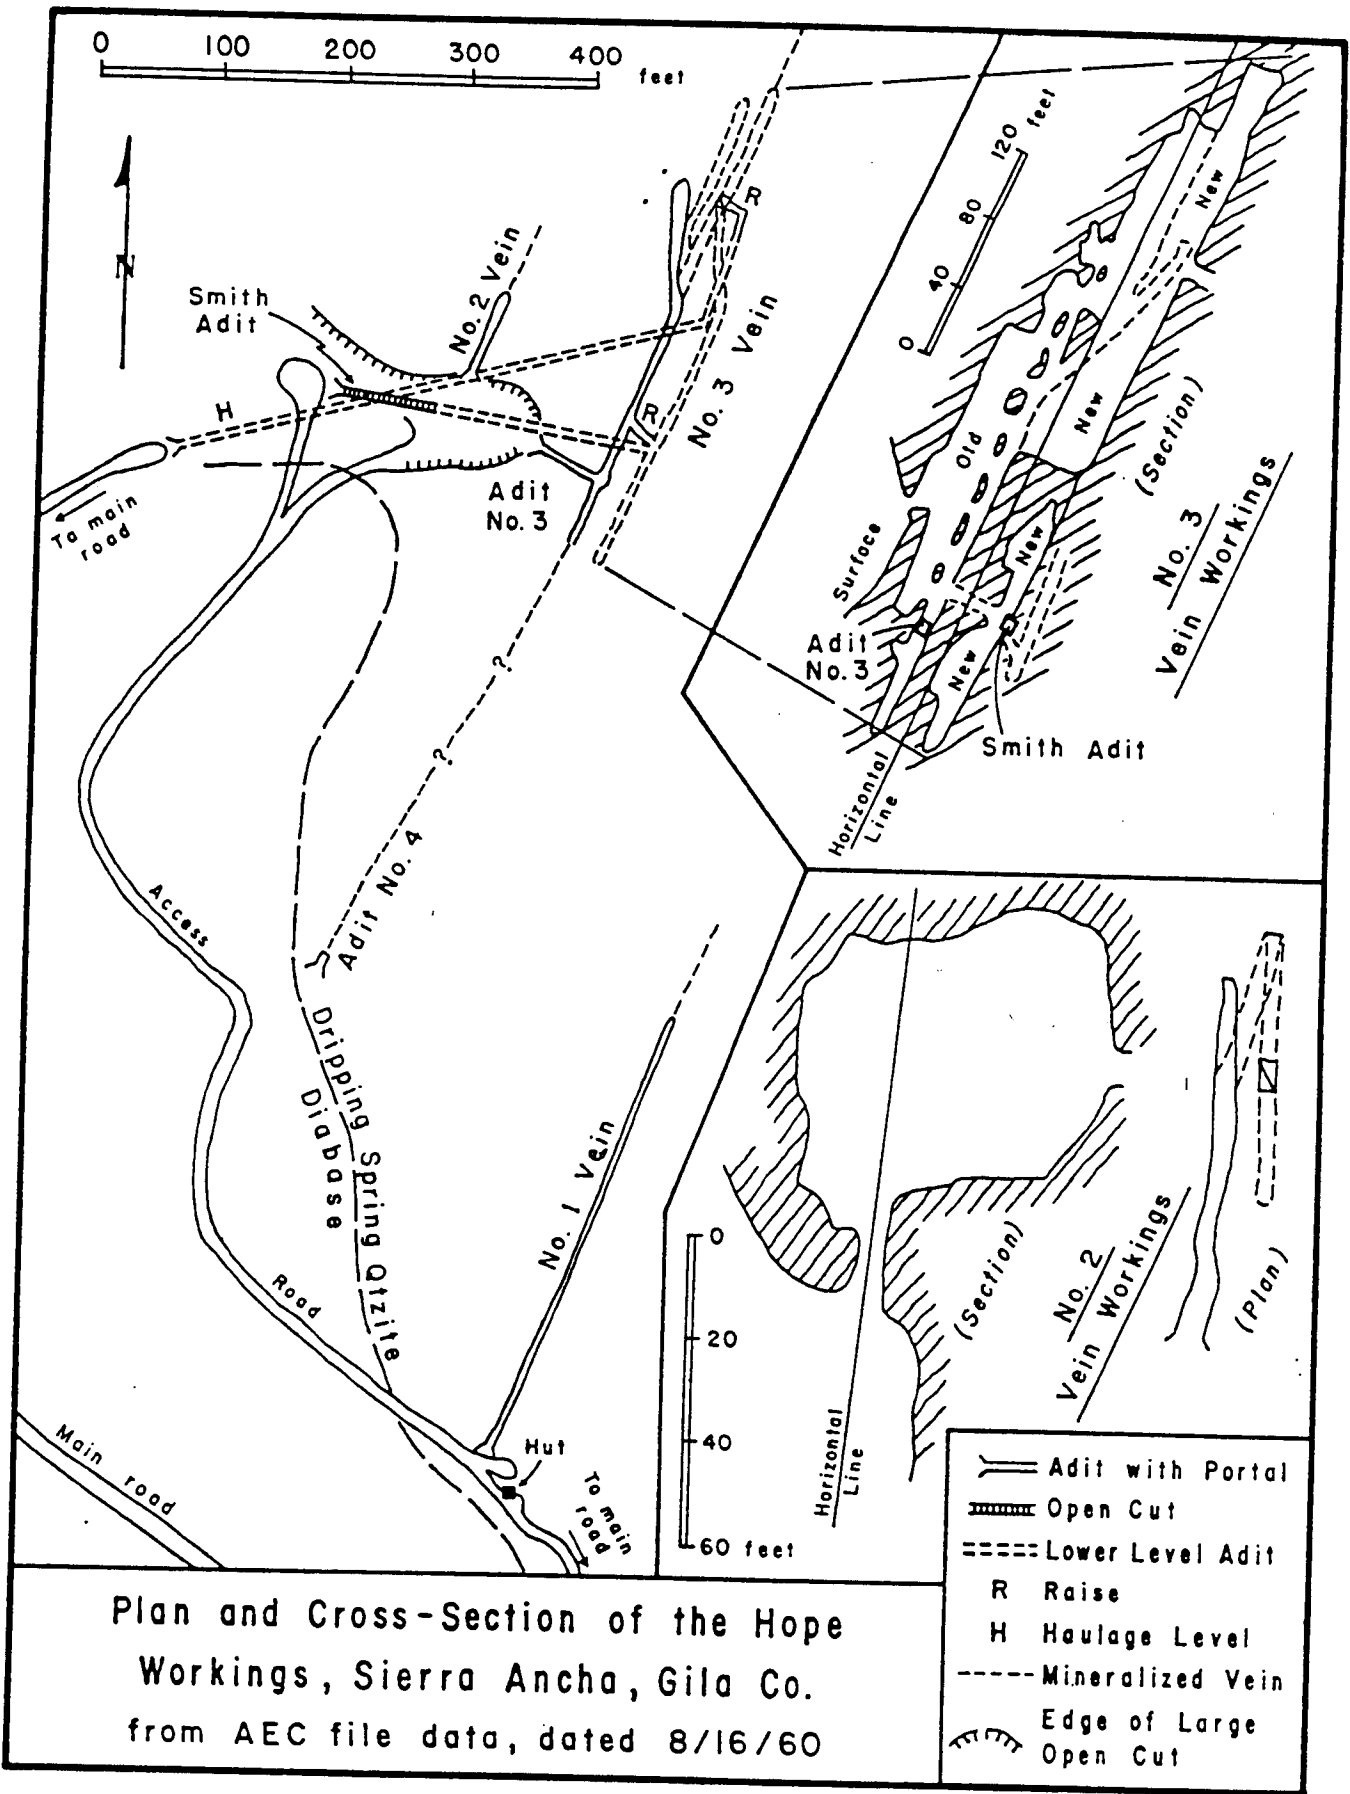 0 100 200 300 400 feet
N
Smith
Adit
No. 2 Vein
R
No. 3 Vein
R
H
Adit
No. 3
To main
road
?
?
Adit No. 4
Access
Road
Dripping Spring Qtzite
Diabase
No. 1 Vein
Hut
To main
road
Main road
0 40 80 120 feet
New
New
Old
New
New
Surface
Adit
No. 3
Smith Adit
Horizontal
Line
(Section)
No. 3
Vein Workings
0
20
40
60 feet
Horizontal
Line
(Section)
No. 2
Vein Workings
(Plan)
Adit with Portal
Open Cut
Lower Level Adit
R Raise
H Haulage Level
Mineralized Vein
Edge of Large
Open Cut
Plan and Cross-Section of the Hope
Workings, Sierra Ancha, Gila Co.
from AEC file data, dated 8/16/60